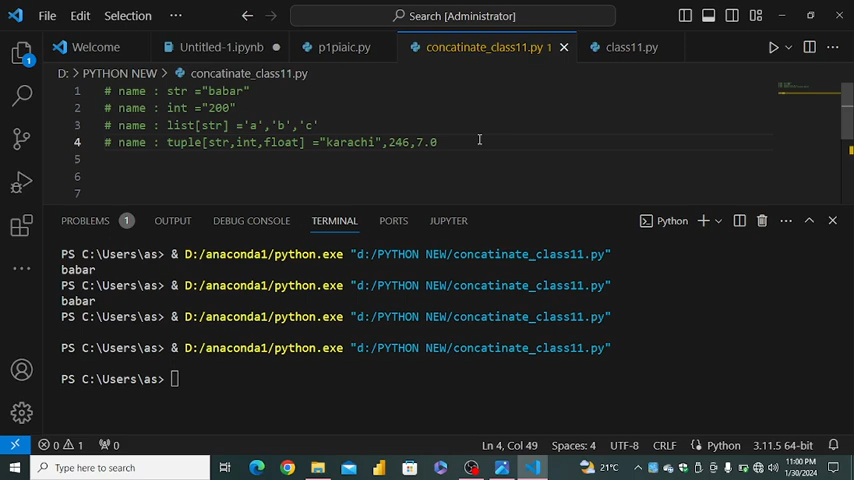 File Edit Selection ··· Search [Administrator]
Welcome Untitled-1.ipynb p1piaic.py concatinate_class11.py 1 class11.py
D: > PYTHON NEW > concatinate_class11.py
1 # name : str ="babar"
2 # name : int ="200"
3 # name : list[str] ='a','b','c'
4 # name : tuple[str,int,float] ="karachi",246,7.0
5
6
7
PROBLEMS 1 OUTPUT DEBUG CONSOLE TERMINAL PORTS JUPYTER Python
PS C:\Users\as> & D:/anaconda1/python.exe "d:/PYTHON NEW/concatinate_class11.py"
babar
PS C:\Users\as> & D:/anaconda1/python.exe "d:/PYTHON NEW/concatinate_class11.py"
babar
PS C:\Users\as> & D:/anaconda1/python.exe "d:/PYTHON NEW/concatinate_class11.py"
PS C:\Users\as> & D:/anaconda1/python.exe "d:/PYTHON NEW/concatinate_class11.py"
PS C:\Users\as>
0 1 0 Ln 4, Col 49 Spaces: 4 UTF-8 CRLF Python 3.11.5 64-bit
Type here to search 21°C 11:00 PM
1/30/2024